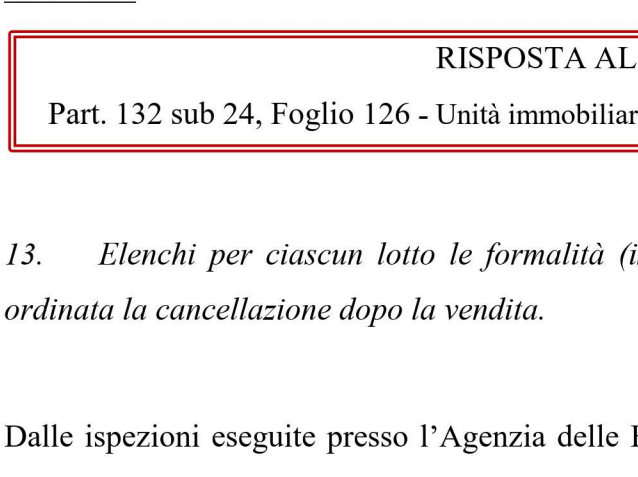 RISPOSTA AL
Part. 132 sub 24, Foglio 126 - Unità immobiliar
13. Elenchi per ciascun lotto le formalità (i
ordinata la cancellazione dopo la vendita.
Dalle ispezioni eseguite presso l’Agenzia delle